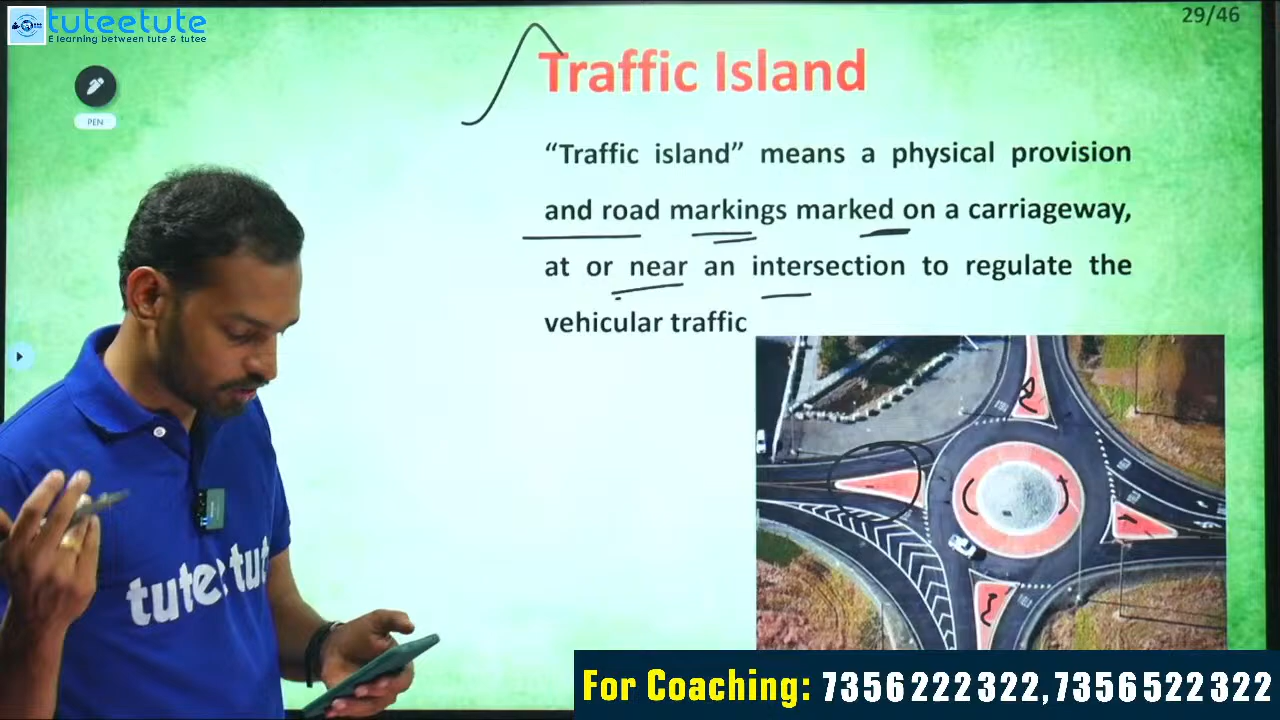 tuteetute
E learning between tute & tutee
29/46
PEN
Traffic Island
“Traffic island” means a physical provision
and road markings marked on a carriageway,
at or near an intersection to regulate the
vehicular traffic
For Coaching: 7356222322,7356522322